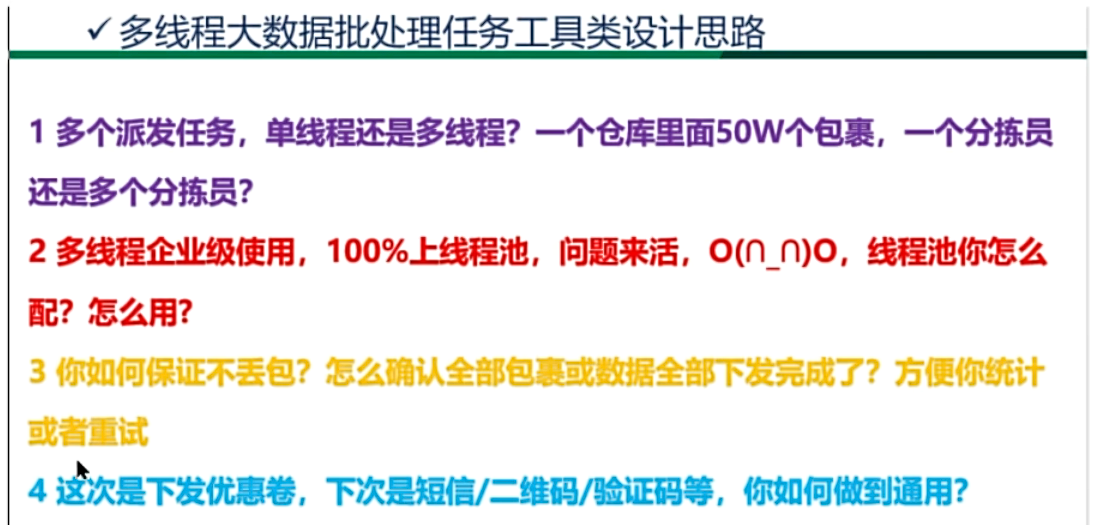 ✓ 多线程大数据批处理任务工具类设计思路
1 多个派发任务，单线程还是多线程？一个仓库里面50W个包裹，一个分拣员
还是多个分拣员？
2 多线程企业级使用，100%上线程池，问题来活，O(∩_∩)O，线程池你怎么
配？怎么用？
3 你如何保证不丢包？怎么确认全部包裹或数据全部下发完成了？方便你统计
或者重试
4 这次是下发优惠卷，下次是短信/二维码/验证码等，你如何做到通用？